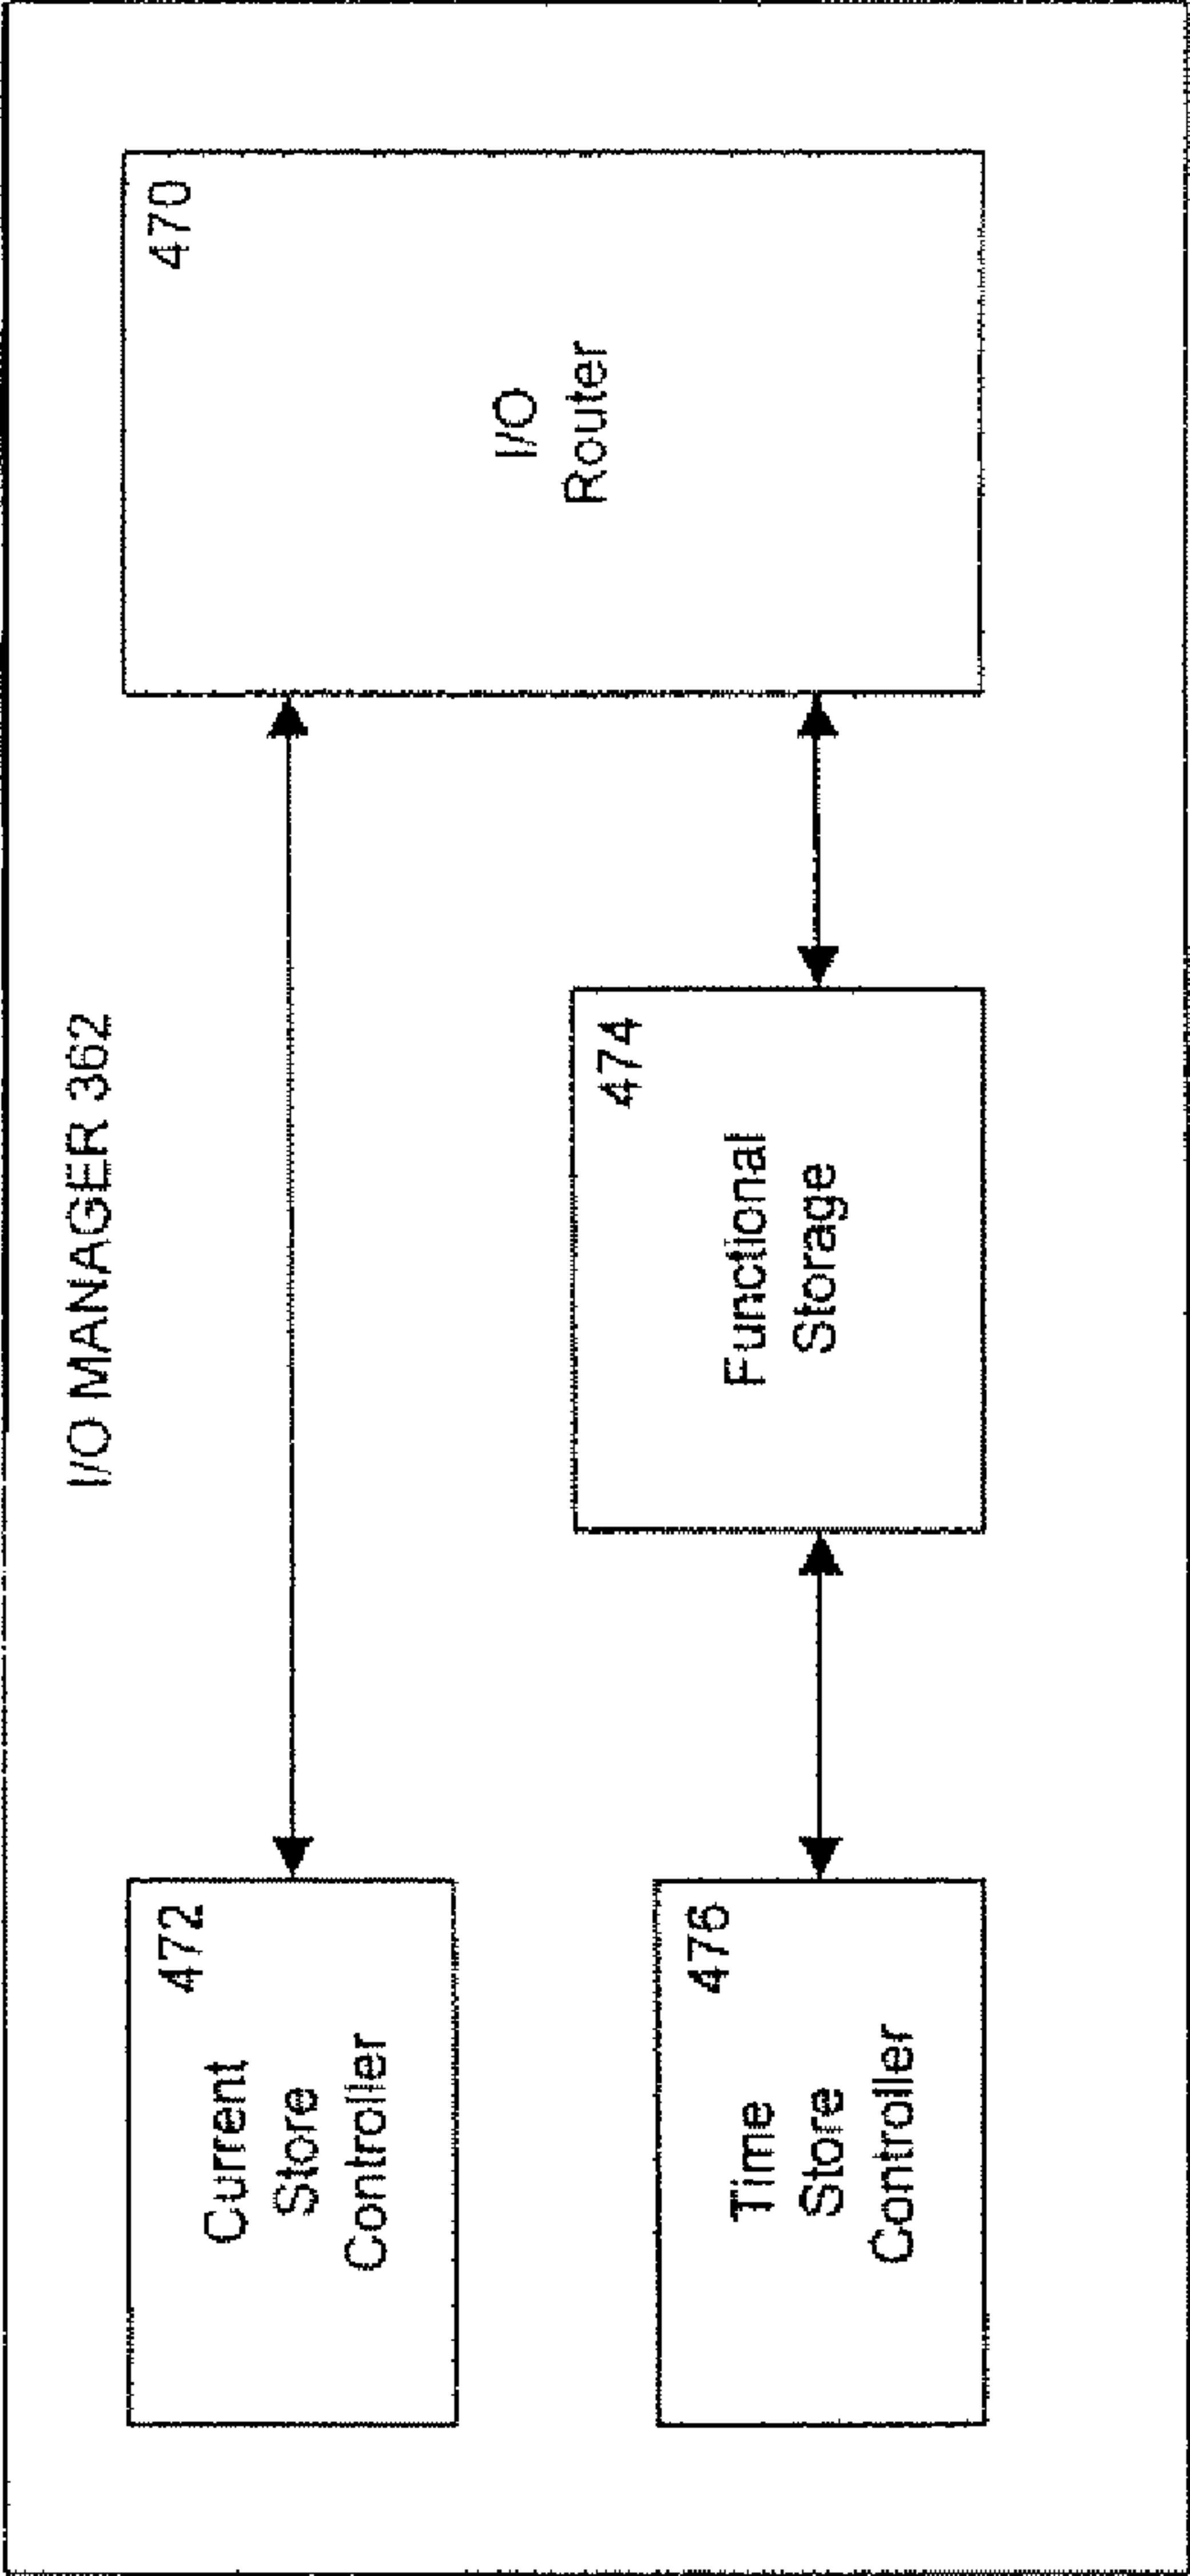 I/O MANAGER 362
472
Current
Store
Controller
470
I/O
Router
474
Functional
Storage
476
Time
Store
Controller